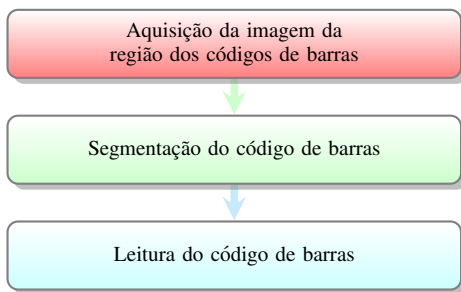 Aquisição da imagem da
região dos códigos de barras
Segmentação do código de barras
Leitura do código de barras